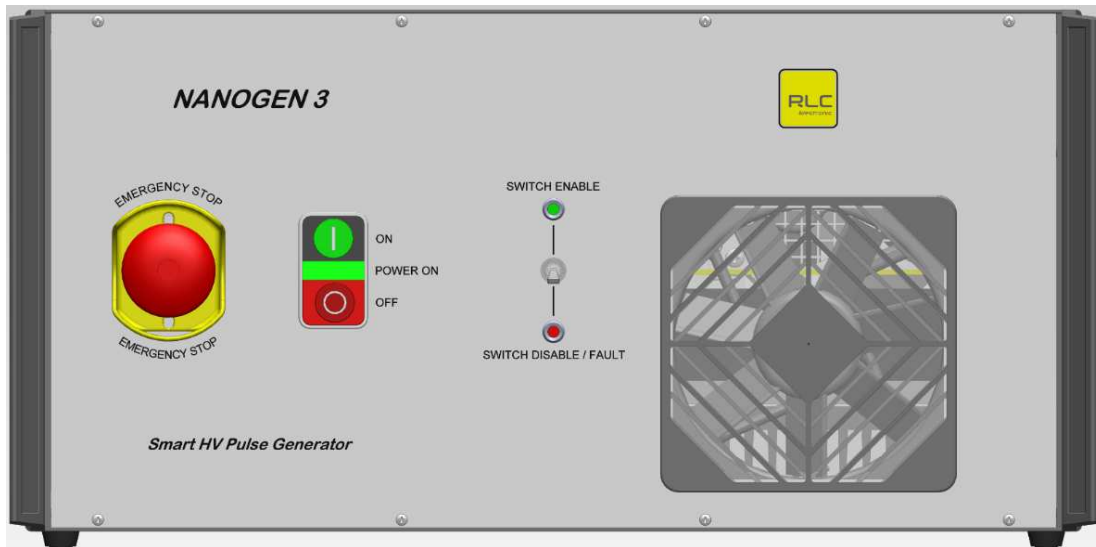 NANOGEN 3
RLC
EMERGENCY STOP
SWITCH ENABLE
ON
POWER ON
OFF
EMERGENCY STOP
SWITCH DISABLE / FAULT
Smart HV Pulse Generator